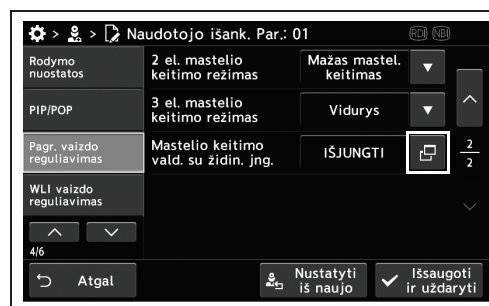 > > Naudotojo išank. Par.: 01 RDI NBI
Rodymo
nuostatos
2 el. mastelio
keitimo režimas
Mažas mastel.
keitimas
PIP/POP
3 el. mastelio
keitimo režimas
Vidurys
Pagr. vaizdo
reguliavimas
Mastelio keitimo
vald. su židin. jng.
IŠJUNGTI
2
2
WLI vaizdo
reguliavimas
4/6
Atgal
Nustatyti
iš naujo
Išsaugoti
ir uždaryti